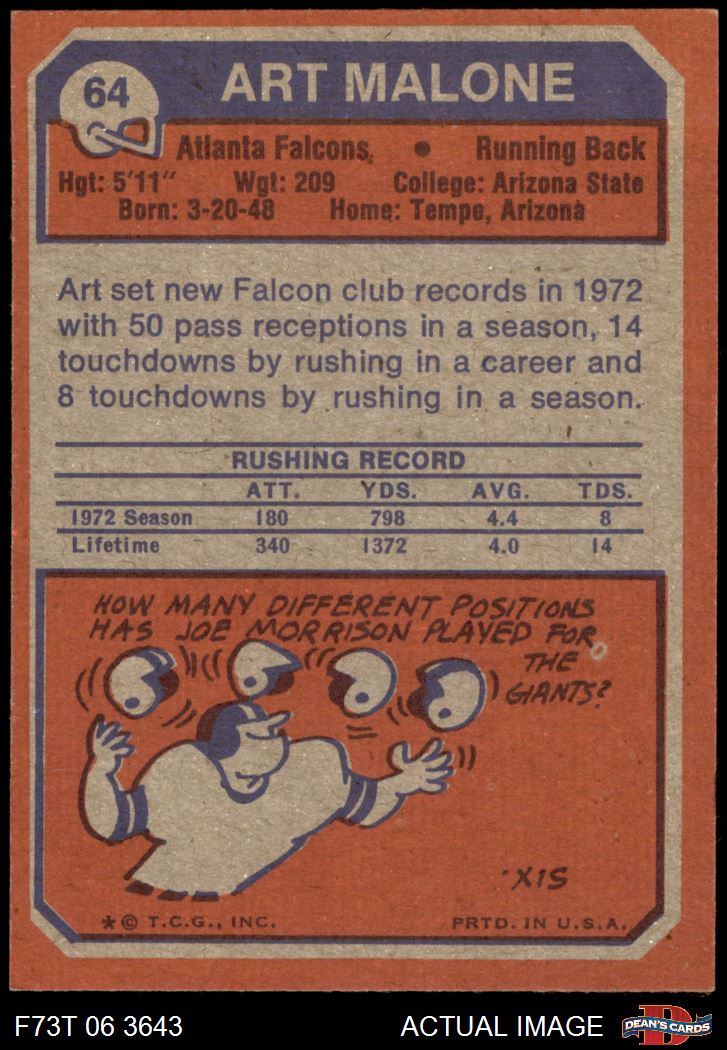 64
ART MALONE
Atlanta Falcons • Running Back
Hgt: 5'11" Wgt: 209 College: Arizona State
Born: 3-20-48 Home: Tempe, Arizona
Art set new Falcon club records in 1972
with 50 pass receptions in a season, 14
touchdowns by rushing in a career and
8 touchdowns by rushing in a season.
RUSHING RECORD
ATT. YDS. AVG. TDS.
1972 Season 180 798 4.4 8
Lifetime 340 1372 4.0 14
HOW MANY DIFFERENT POSITIONS
HAS JOE MORRISON PLAYED FOR
THE
GIANTS?
SIX.
* © T.C.G., INC. PRTD. IN U.S.A.
F73T 06 3643 ACTUAL IMAGE
D
DEAN'S CARDS